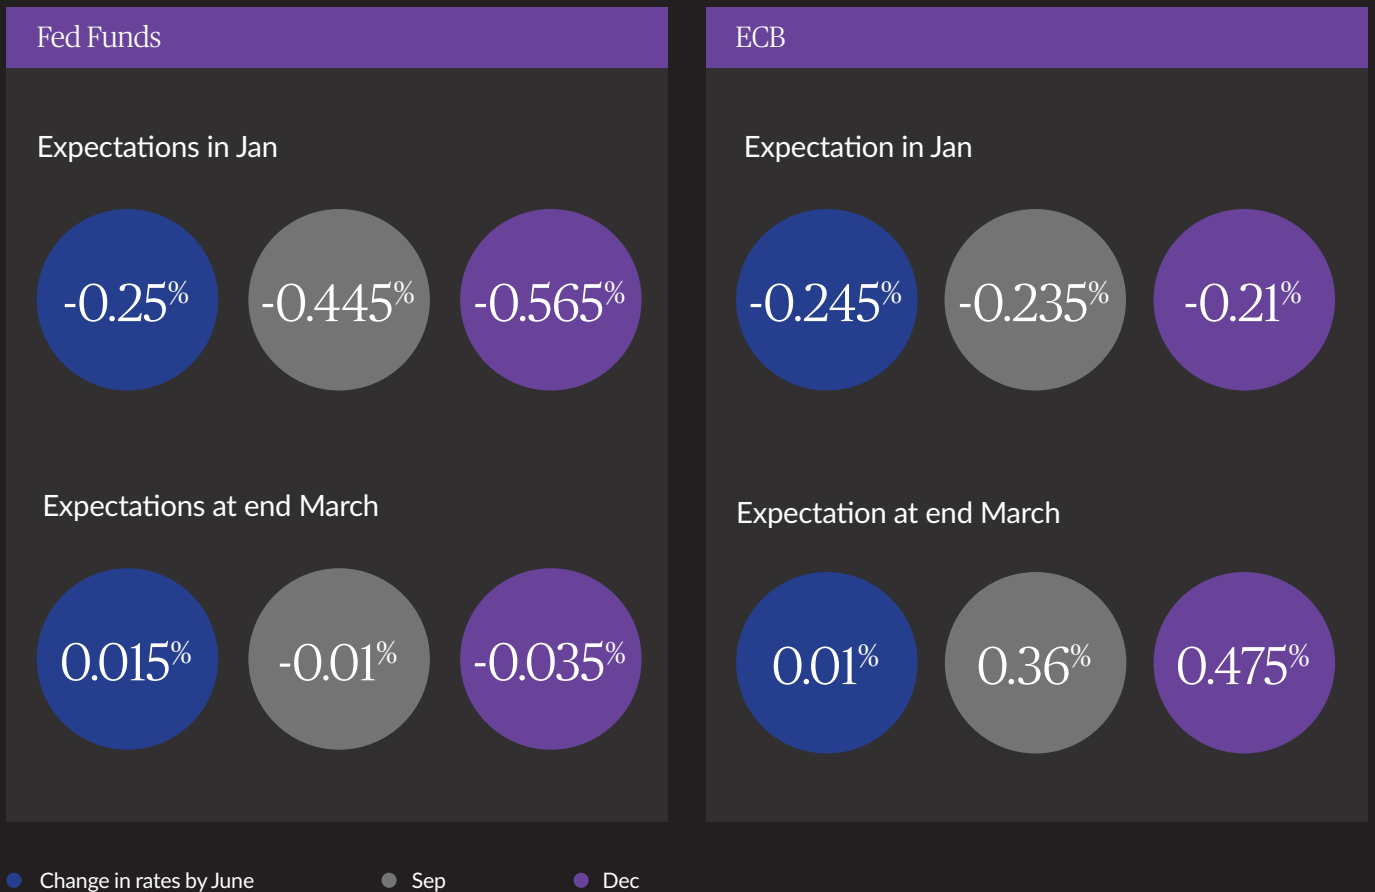 Fed Funds
Expectations in Jan
-0.25%
-0.445%
-0.565%
Expectations at end March
0.015%
-0.01%
-0.035%
ECB
Expectation in Jan
-0.245%
-0.235%
-0.21%
Expectation at end March
0.01%
0.36%
0.475%
Change in rates by June
Sep
Dec